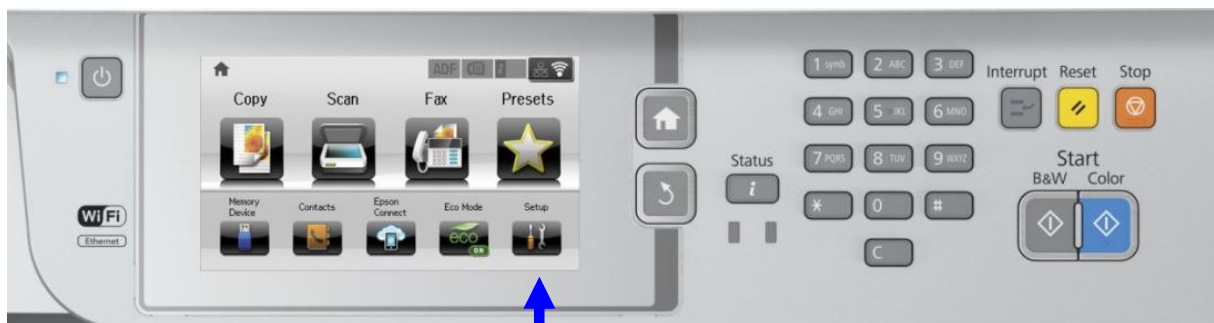 ADF i
Copy Scan Fax Presets
Memory
Device
Contacts
Epson
Connect
Eco Mode
Setup
eco
ON
Wi Fi
Ethernet
Status
i
1 symb 2 ABC 3 DEF
4 GHI 5 JKL 6 MNO
7 PQRS 8 TUV 9 WXYZ
* 0 #
C
Interrupt Reset Stop
Start
B&W Color